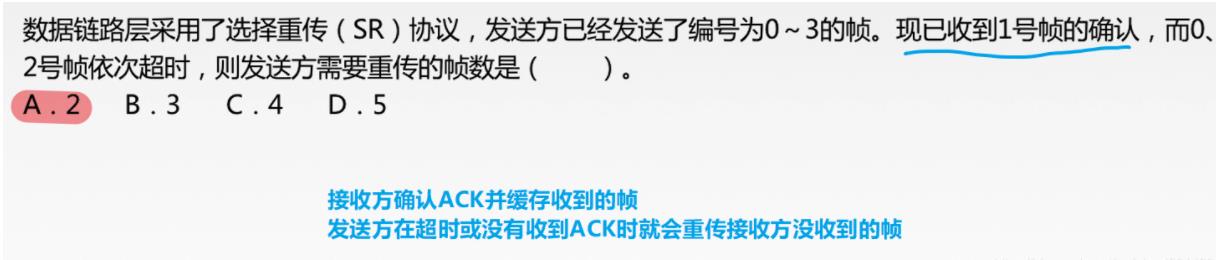 数据链路层采用了选择重传（SR）协议，发送方已经发送了编号为0～3的帧。现已收到1号帧的确认，而0、
2号帧依次超时，则发送方需要重传的帧数是（　　）。
A．2　B．3　C．4　D．5
接收方确认ACK并缓存收到的帧
发送方在超时或没有收到ACK时就会重传接收方没收到的帧